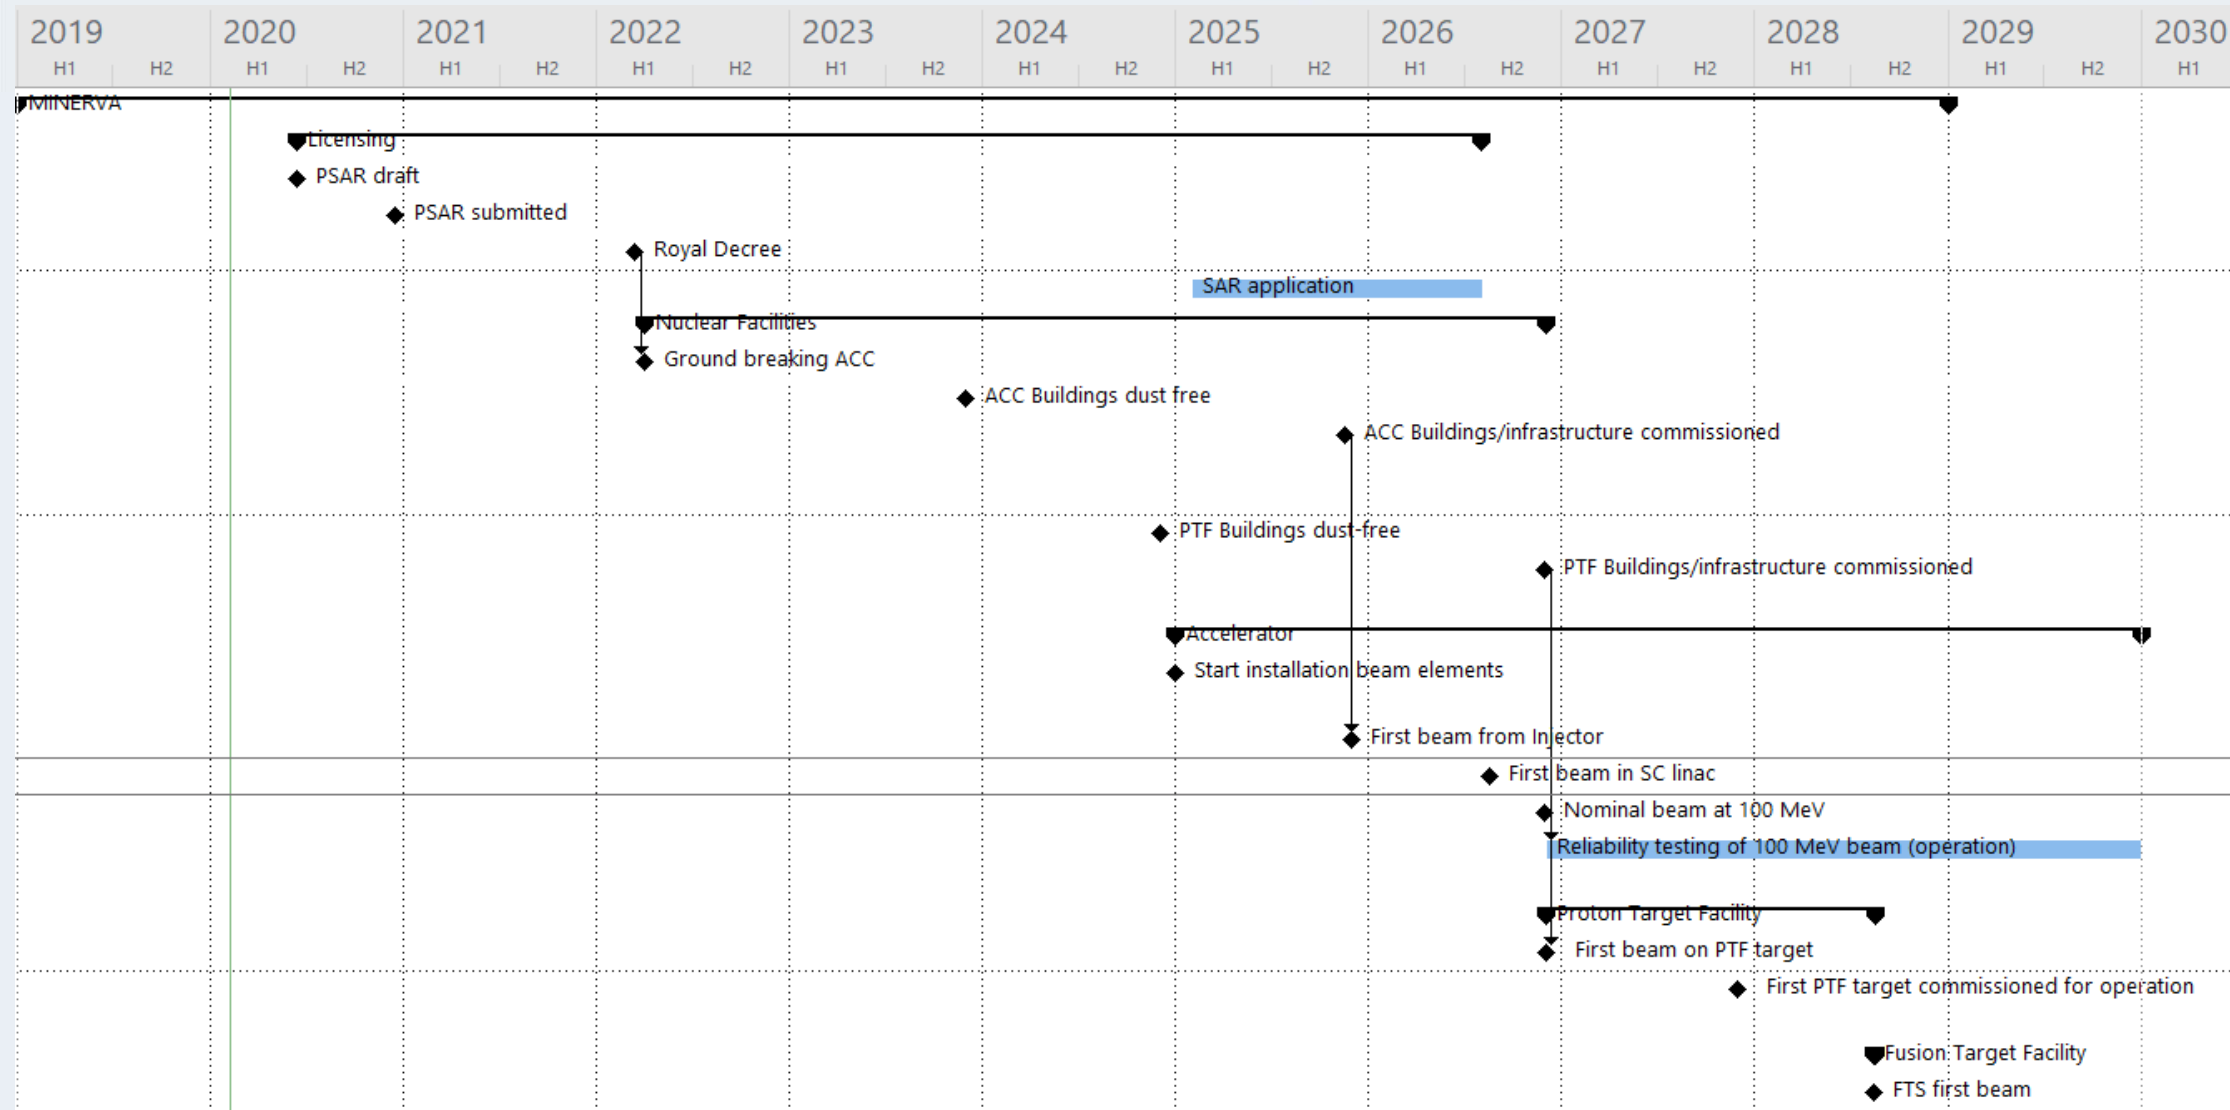 2019 2020 2021 2022 2023 2024 2025 2026 2027 2028 2029 2030
H1 H2 H1 H2 H1 H2 H1 H2 H1 H2 H1 H2 H1 H2 H1 H2 H1 H2 H1 H2 H1 H2 H1
MINERVA
Licensing
PSAR draft
PSAR submitted
Royal Decree
SAR application
Nuclear Facilities
Ground breaking ACC
ACC Buildings dust free
ACC Buildings/infrastructure commissioned
PTF Buildings dust-free
PTF Buildings/infrastructure commissioned
Accelerator
Start installation beam elements
First beam from Injector
First beam in SC linac
Nominal beam at 100 MeV
Reliability testing of 100 MeV beam (operation)
Proton Target Facility
First beam on PTF target
First PTF target commissioned for operation
Fusion Target Facility
FTS first beam